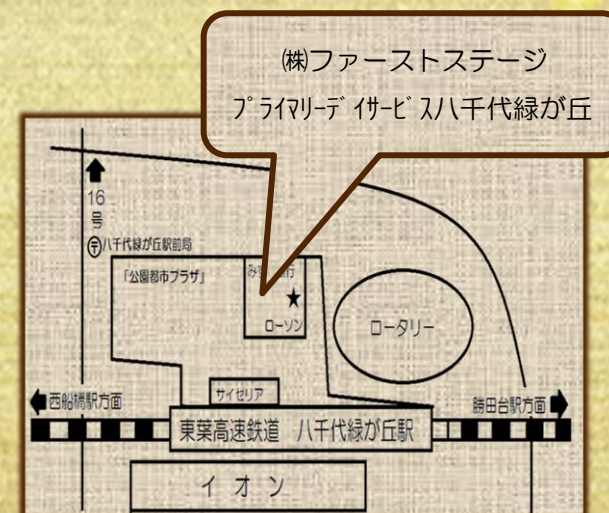 ㈱ファーストステージ
プライマリーデイサービス八千代緑が丘
16
号
〒八千代緑が丘駅前局
「公園都市プラザ」
ローソン
ロータリー
サイゼリア
西船橋駅方面
勝田台駅方面
東葉高速鉄道 八千代緑が丘駅
イオン